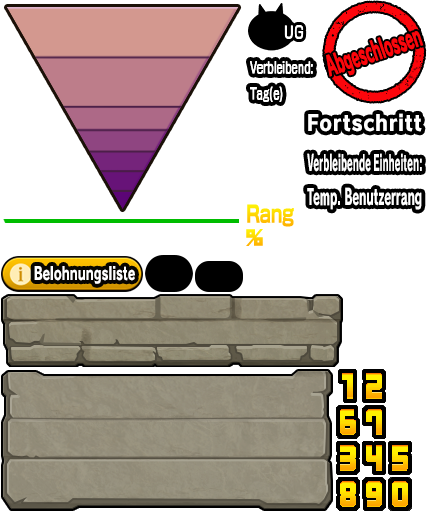 UG
Abgeschlossen
Verbleibend:
Tag(e)
Fortschritt
Verbleibende Einheiten:
Temp. Benutzerrang
Rang
%
i Belohnungsliste
1 2
6 7
3 4 5
8 9 0